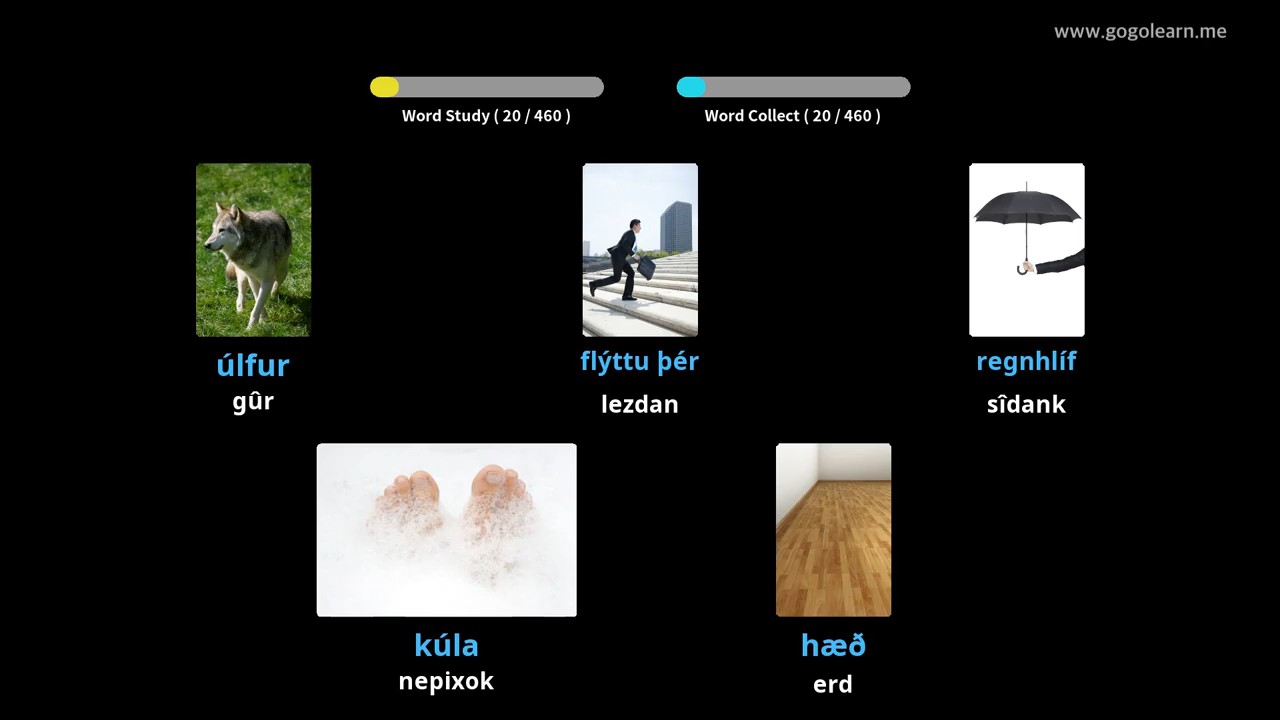 www.gogolearn.me
Word Study ( 20 / 460 )
Word Collect ( 20 / 460 )
úlfur
gûr
flýttu þér
lezdan
regnhlíf
sîdank
kúla
nepixok
hæð
erd